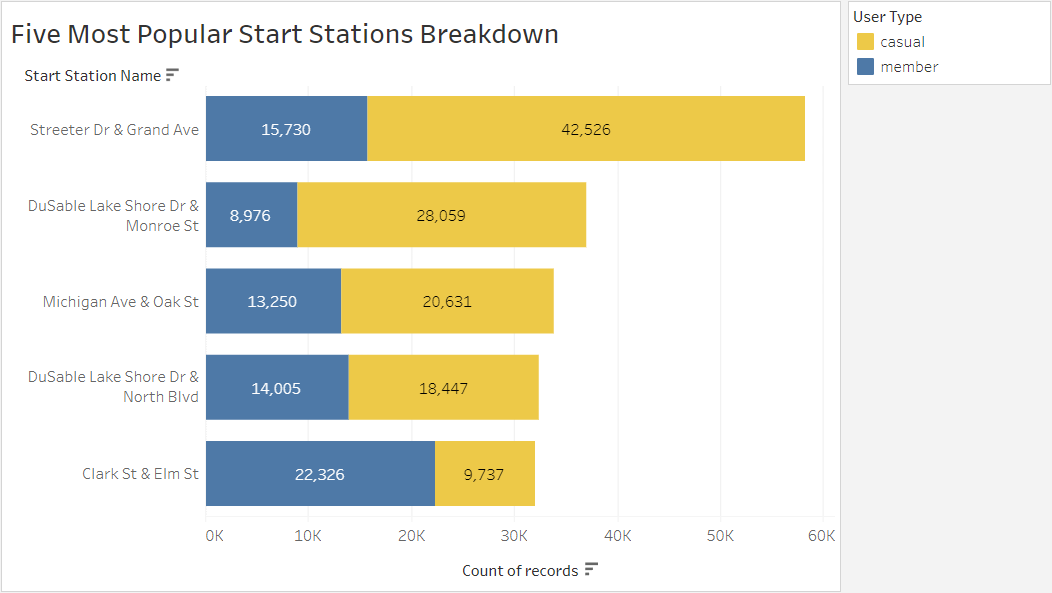 Five Most Popular Start Stations Breakdown
Start Station Name
Streeter Dr & Grand Ave
15,730
42,526
DuSable Lake Shore Dr &
Monroe St
8,976
28,059
Michigan Ave & Oak St
13,250
20,631
DuSable Lake Shore Dr &
North Blvd
14,005
18,447
Clark St & Elm St
22,326
9,737
0K
10K
20K
30K
40K
50K
60K
Count of records
User Type
casual
member